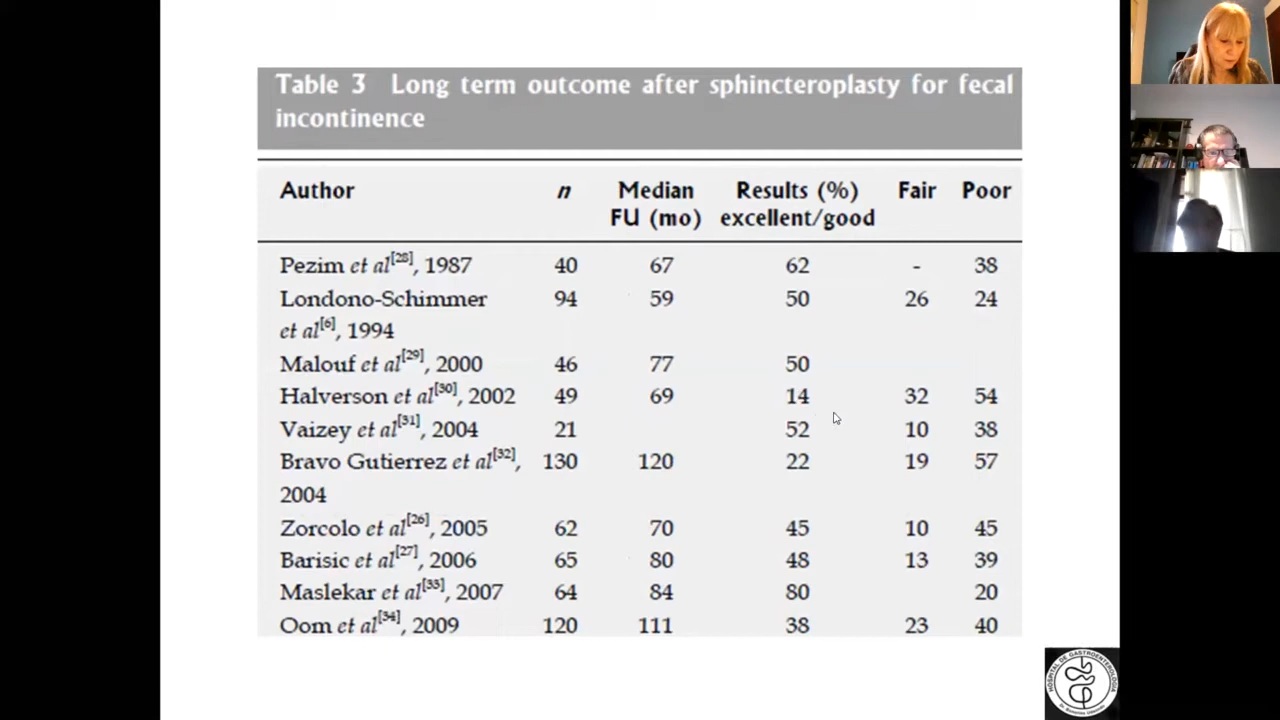 Table 3 Long term outcome after sphincteroplasty for fecal
incontinence
Author n Median Results (%) Fair Poor
FU (mo) excellent/good
Pezim et al[28], 1987 40 67 62 - 38
Londono-Schimmer 94 59 50 26 24
et al[6], 1994
Malouf et al[29], 2000 46 77 50
Halverson et al[30], 2002 49 69 14 32 54
Vaizey et al[31], 2004 21 52 10 38
Bravo Gutierrez et al[32], 130 120 22 19 57
2004
Zorcolo et al[26], 2005 62 70 45 10 45
Barisic et al[27], 2006 65 80 48 13 39
Maslekar et al[33], 2007 64 84 80 20
Oom et al[34], 2009 120 111 38 23 40
HOSPITAL DE GASTROENTEROLOGIA